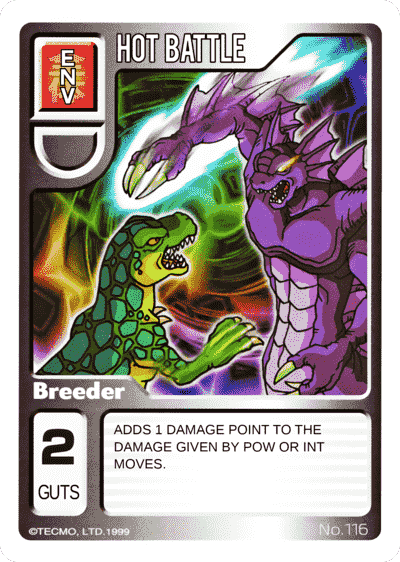 ENV
HOT BATTLE
Breeder
2
GUTS
ADDS 1 DAMAGE POINT TO THE
DAMAGE GIVEN BY POW OR INT
MOVES.
©TECMO, LTD.1999
No.116